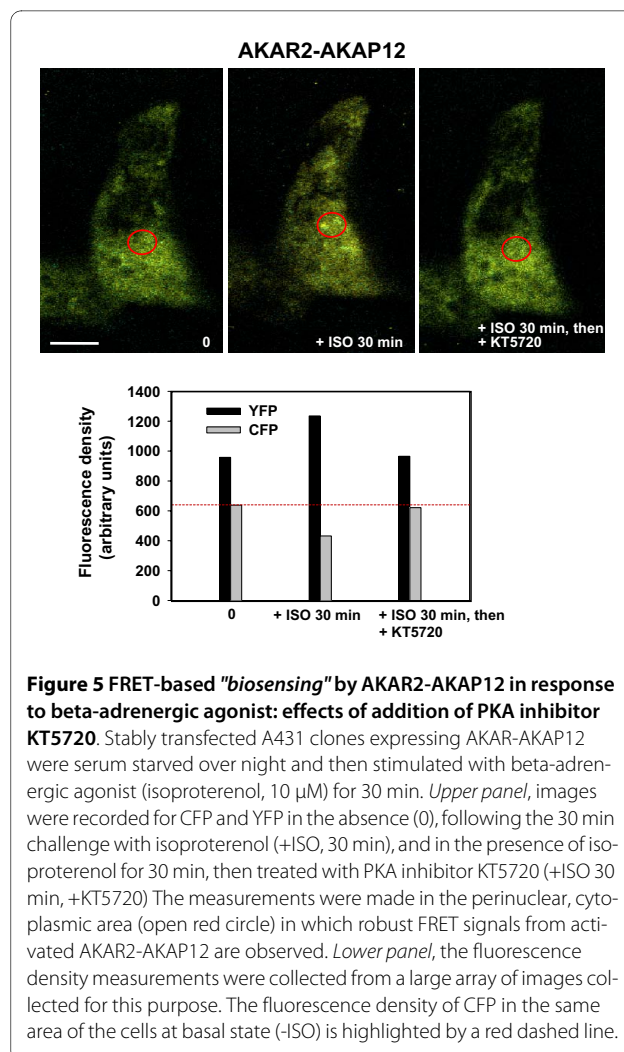 AKAR2-AKAP12
0
+ ISO 30 min
+ ISO 30 min, then
+ KT5720
Fluorescence density
(arbitrary units)
1400
1200
1000
800
600
400
200
0
YFP
CFP
0
+ ISO 30 min
+ ISO 30 min, then
+ KT5720
Figure 5 FRET-based "biosensing" by AKAR2-AKAP12 in response
to beta-adrenergic agonist: effects of addition of PKA inhibitor
KT5720. Stably transfected A431 clones expressing AKAR-AKAP12
were serum starved over night and then stimulated with beta-adren-
ergic agonist (isoproterenol, 10 μM) for 30 min. Upper panel, images
were recorded for CFP and YFP in the absence (0), following the 30 min
challenge with isoproterenol (+ISO, 30 min), and in the presence of iso-
proterenol for 30 min, then treated with PKA inhibitor KT5720 (+ISO 30
min, +KT5720) The measurements were made in the perinuclear, cyto-
plasmic area (open red circle) in which robust FRET signals from acti-
vated AKAR2-AKAP12 are observed. Lower panel, the fluorescence
density measurements were collected from a large array of images col-
lected for this purpose. The fluorescence density of CFP in the same
area of the cells at basal state (-ISO) is highlighted by a red dashed line.